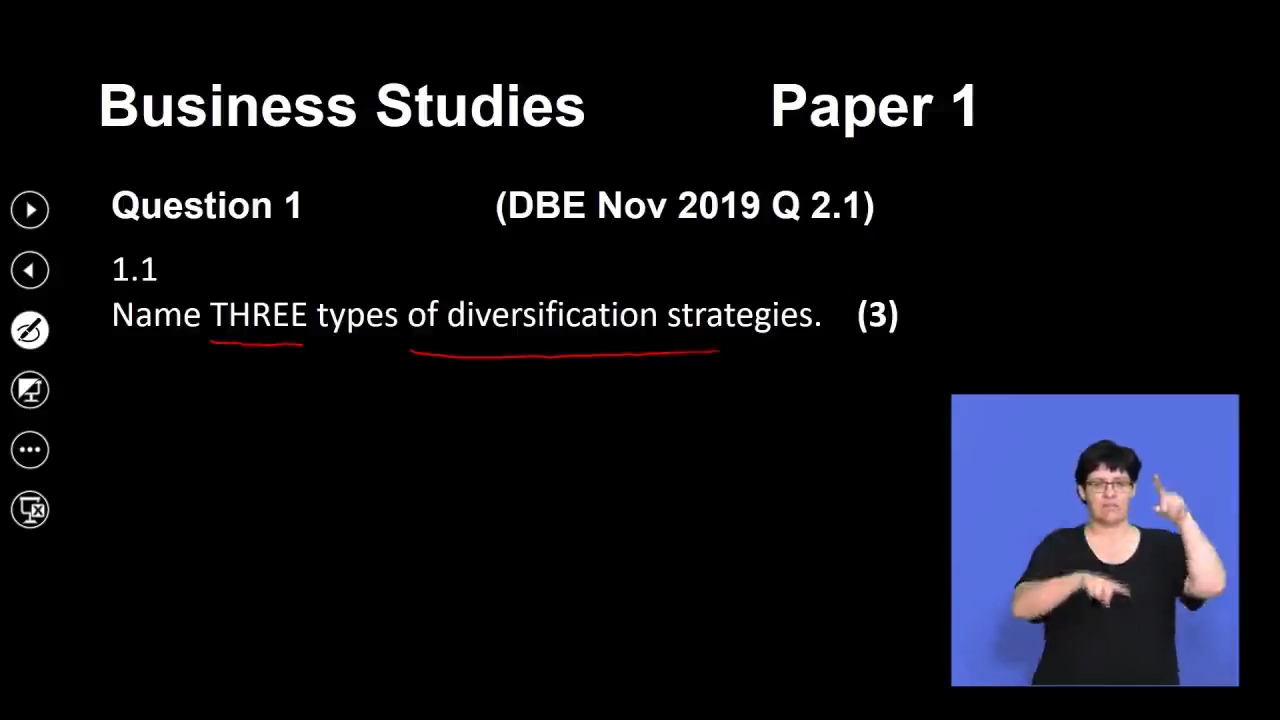 Business Studies Paper 1
Question 1 (DBE Nov 2019 Q 2.1)
1.1
Name THREE types of diversification strategies. (3)